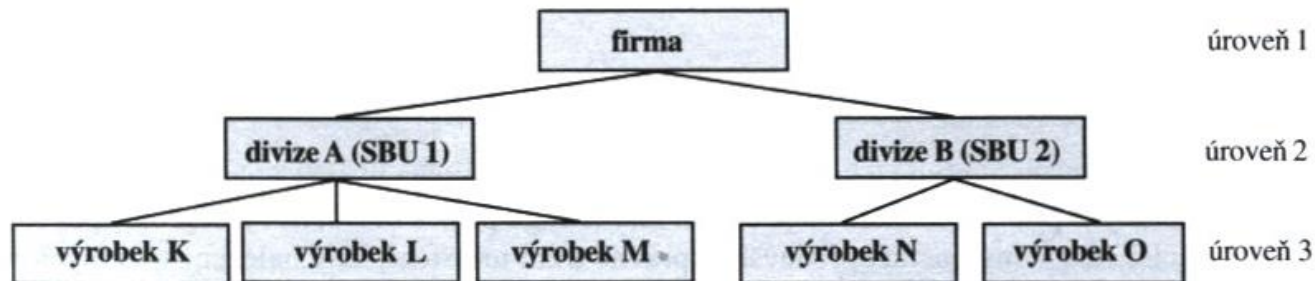 firma úroveň 1
divize A (SBU 1) divize B (SBU 2) úroveň 2
výrobek K výrobek L výrobek M výrobek N výrobek O úroveň 3